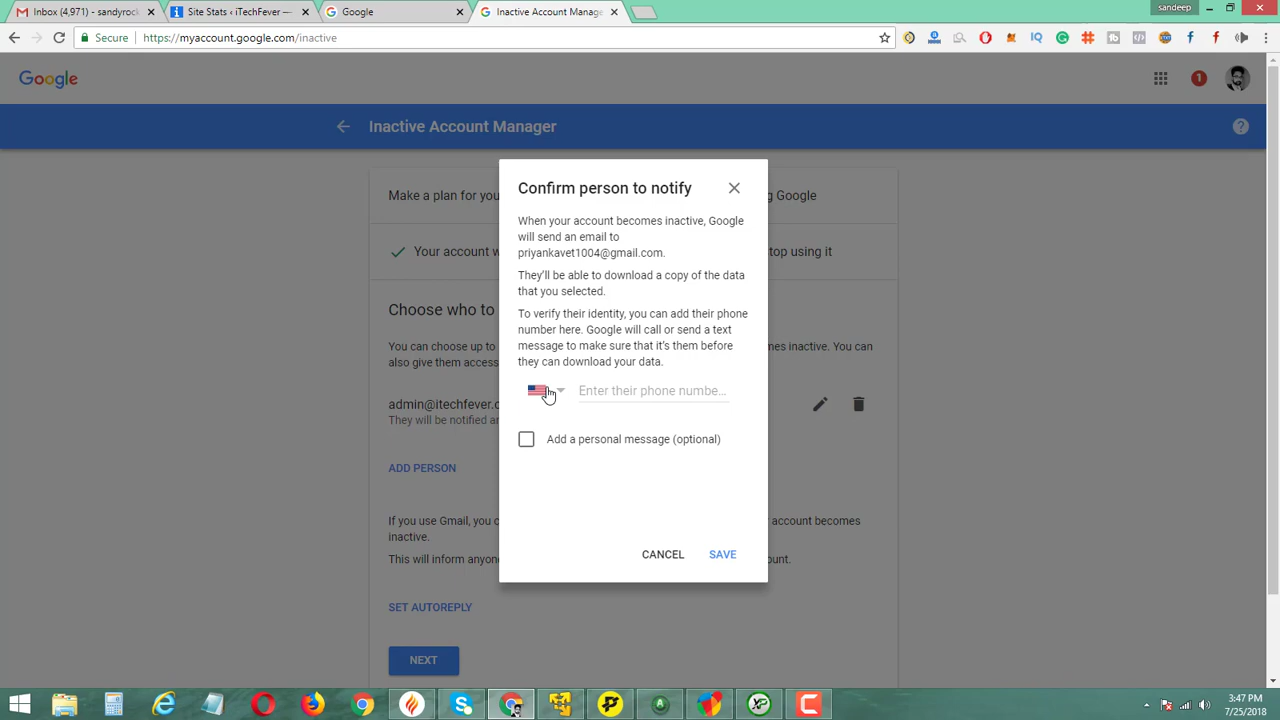 Inbox (4,971) - sandyrock
Site Stats ‹ iTechFever —
Google
Inactive Account Manage
sandeep
Secure
https://myaccount.google.com/inactive
Google
1
Inactive Account Manager
?
Make a plan for you
g Google
Your account w
top using it
Choose who to
You can choose up to
omes inactive. You can
also give them access
admin@itechfever.c
They will be notified an
ADD PERSON
If you use Gmail, you c
r account becomes
inactive.
This will inform anyon
ount.
SET AUTOREPLY
NEXT
Confirm person to notify
When your account becomes inactive, Google
will send an email to
priyankavet1004@gmail.com.
They'll be able to download a copy of the data
that you selected.
To verify their identity, you can add their phone
number here. Google will call or send a text
message to make sure that it's them before
they can download your data.
Enter their phone numbe...
Add a personal message (optional)
CANCEL
SAVE
3:47 PM
7/25/2018